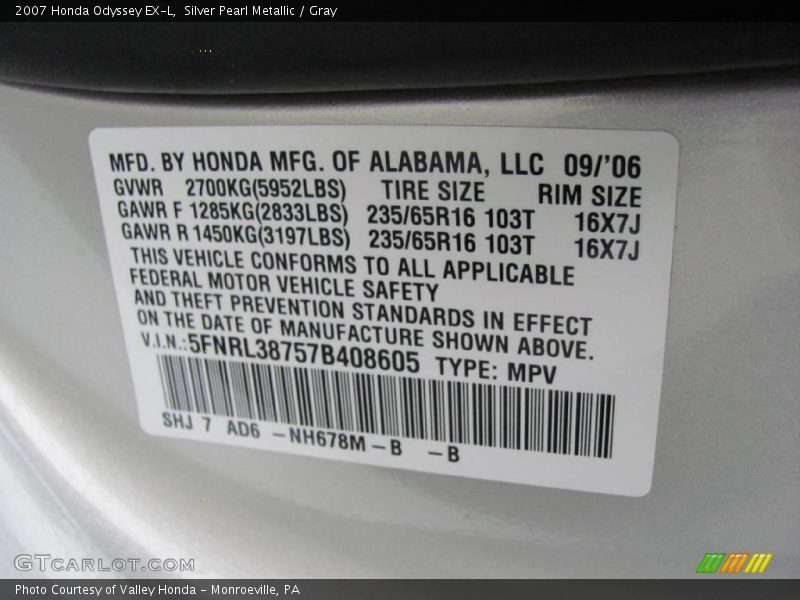 2007 Honda Odyssey EX-L,  Silver Pearl Metallic / Gray
MFD. BY HONDA MFG. OF ALABAMA, LLC 09/'06
GVWR 2700KG(5952LBS) TIRE SIZE RIM SIZE
GAWR F 1285KG(2833LBS) 235/65R16 103T 16X7J
GAWR R 1450KG(3197LBS) 235/65R16 103T 16X7J
THIS VEHICLE CONFORMS TO ALL APPLICABLE
FEDERAL MOTOR VEHICLE SAFETY
AND THEFT PREVENTION STANDARDS IN EFFECT
ON THE DATE OF MANUFACTURE SHOWN ABOVE.
V.I.N.:5FNRL38757B408605 TYPE: MPV
SHJ 7 AD6 -NH678M-B -B
GTCARLOT.COM
Photo Courtesy of Valley Honda - Monroeville, PA